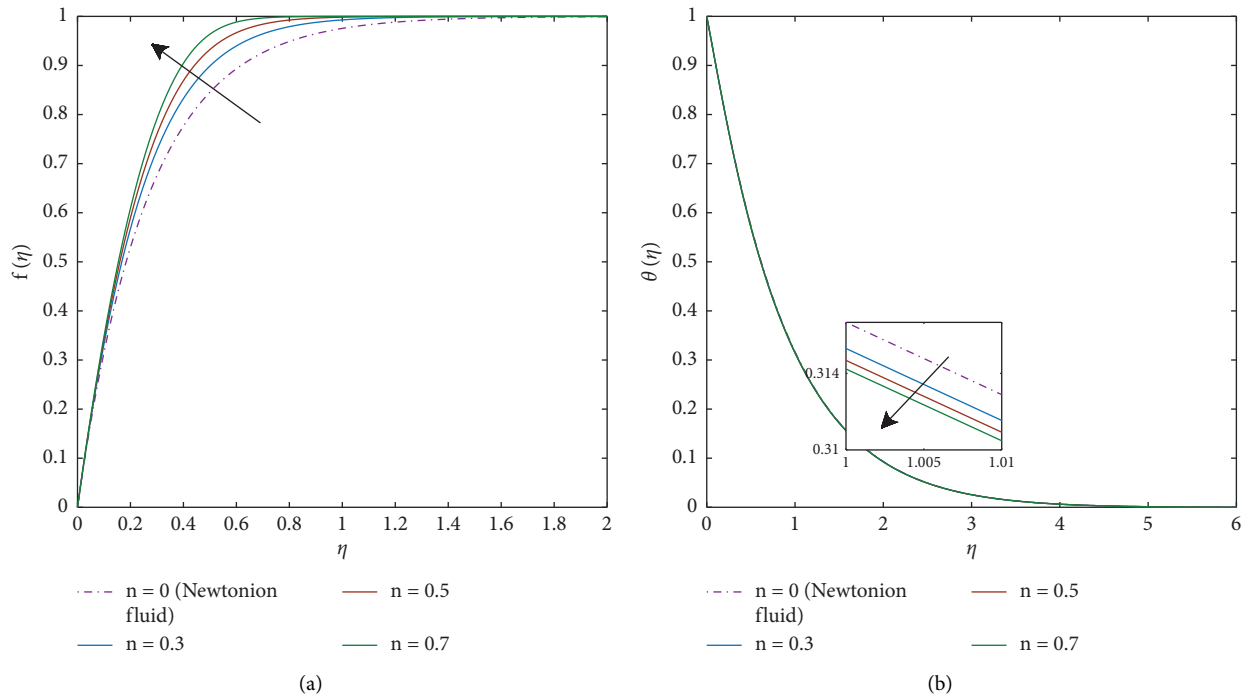 1
0.9
0.8
0.7
0.6
0.5
0.4
0.3
0.2
0.1
0
f (η)
0 0.2 0.4 0.6 0.8 1 1.2 1.4 1.6 1.8 2
η
n = 0 (Newtonion
fluid)
n = 0.3
n = 0.5
n = 0.7
(a)
1
0.9
0.8
0.7
0.6
0.5
0.4
0.3
0.2
0.1
0
θ (η)
0.314
0.31
1 1.005 1.01
0 1 2 3 4 5 6
η
n = 0 (Newtonion
fluid)
n = 0.3
n = 0.5
n = 0.7
(b)